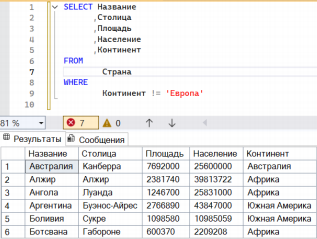 1 SELECT Название
2 ,Столица
3 ,Площадь
4 ,Население
5 ,Континент
6 FROM
7 Страна
8 WHERE
9 Континент != 'Европа'
10
81 % 7 0
Результаты Сообщения
Название Столица Площадь Население Континент
1 Австралия Канберра 7692000 25600000 Австралия
2 Алжир Алжир 2381740 39813722 Африка
3 Ангола Луанда 1246700 25831000 Африка
4 Аргентина Буэнос-Айрес 2766890 43847000 Южная Америка
5 Боливия Сукре 1098580 10985059 Южная Америка
6 Ботсвана Габороне 600370 2209208 Африка